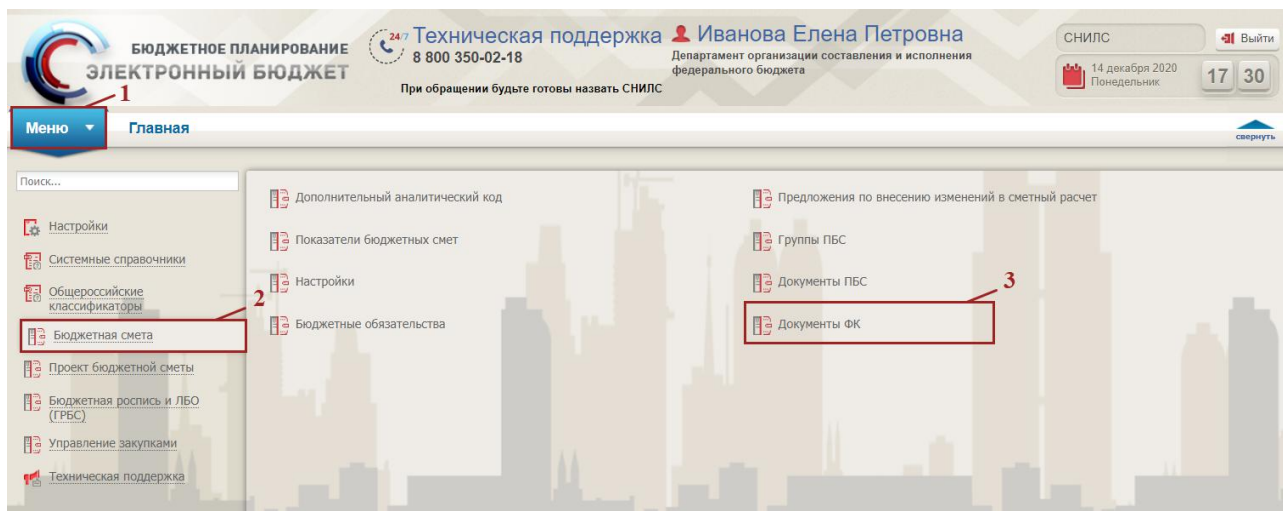 БЮДЖЕТНОЕ ПЛАНИРОВАНИЕ
ЭЛЕКТРОННЫЙ БЮДЖЕТ
24/7 Техническая поддержка
8 800 350-02-18
При обращении будьте готовы назвать СНИЛС
Иванова Елена Петровна
Департамент организации составления и исполнения
федерального бюджета
СНИЛС
Выйти
14 декабря 2020
Понедельник
17 30
1
Меню
Главная
свернуть
Поиск...
Настройки
Системные справочники
Общероссийские
классификаторы
2
Бюджетная смета
Проект бюджетной сметы
Бюджетная роспись и ЛБО
(ГРБС)
Управление закупками
Техническая поддержка
Дополнительный аналитический код
Показатели бюджетных смет
Настройки
Бюджетные обязательства
Предложения по внесению изменений в сметный расчет
Группы ПБС
Документы ПБС
3
Документы ФК